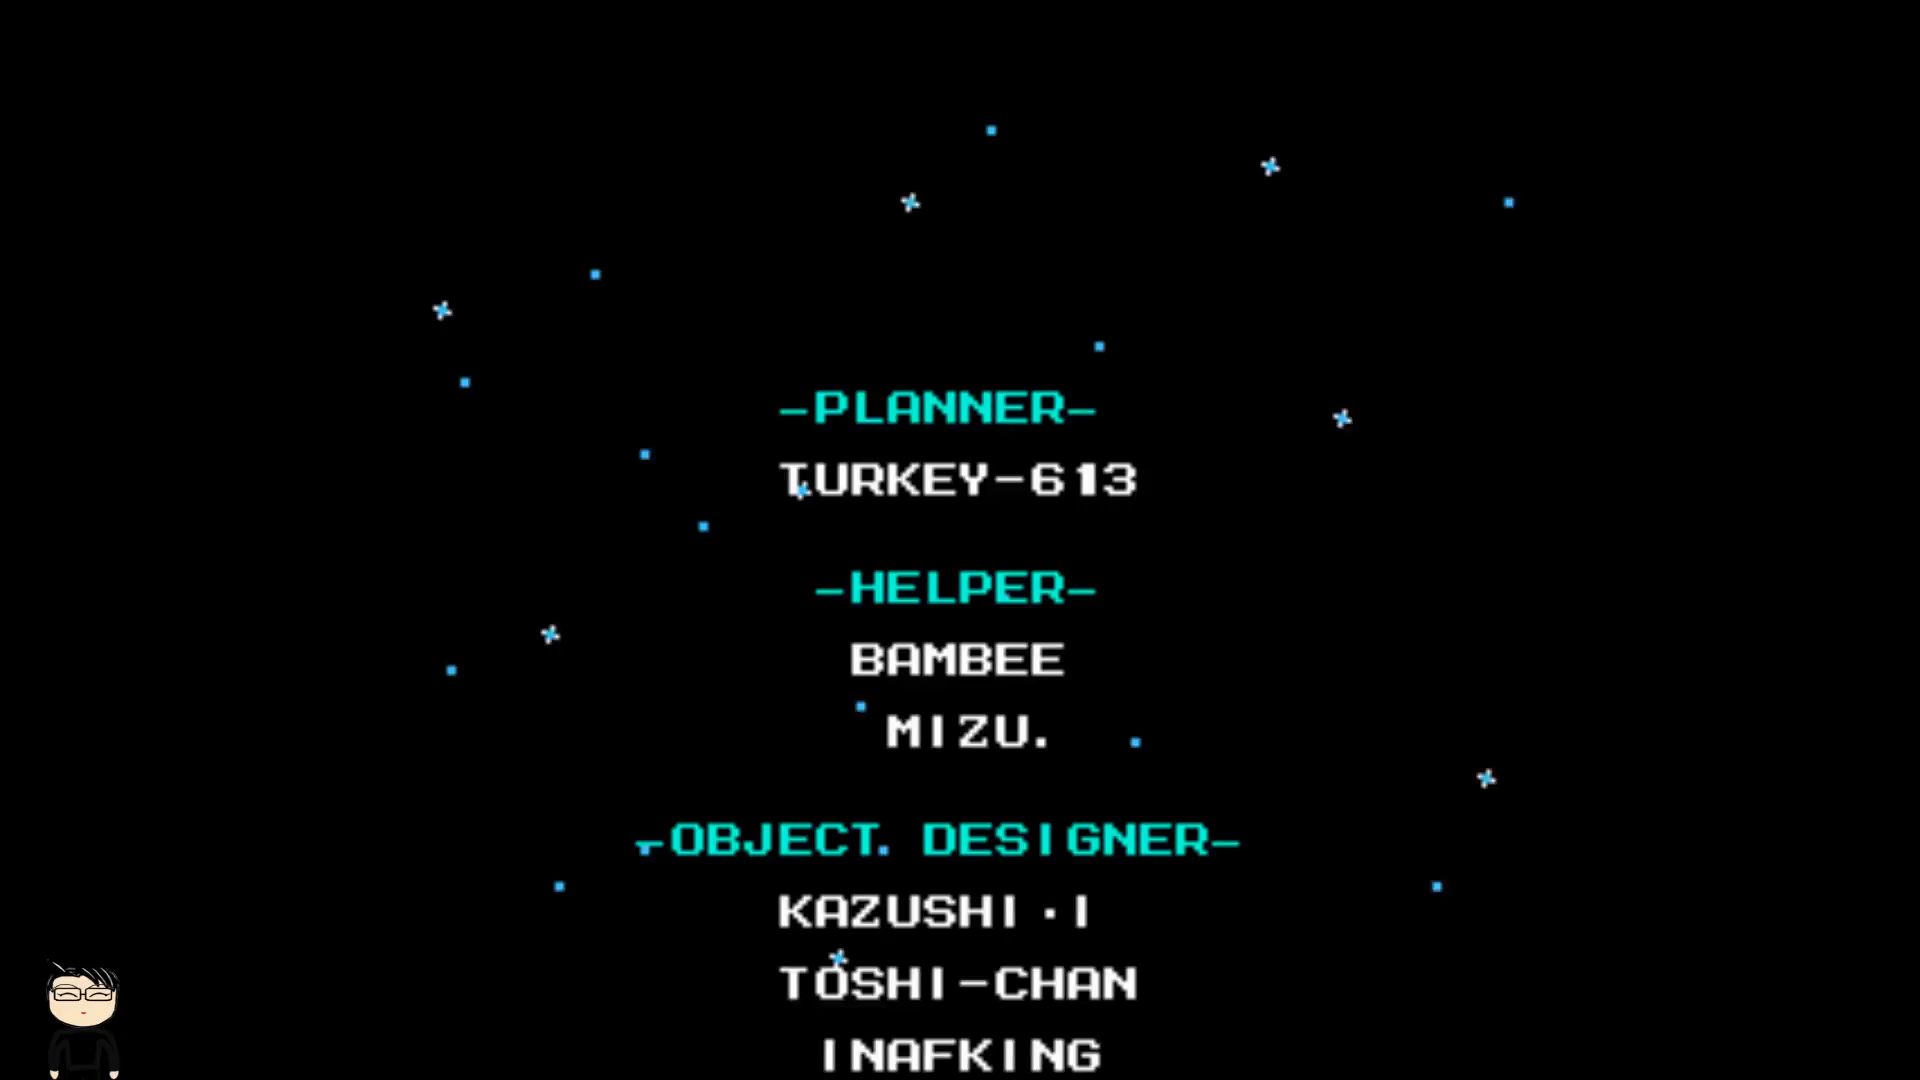 -PLANNER-
TURKEY-613
-HELPER-
BAMBEE
MIZU.
-OBJECT. DESIGNER-
KAZUSHI·I
TOSHI-CHAN
INAFKING